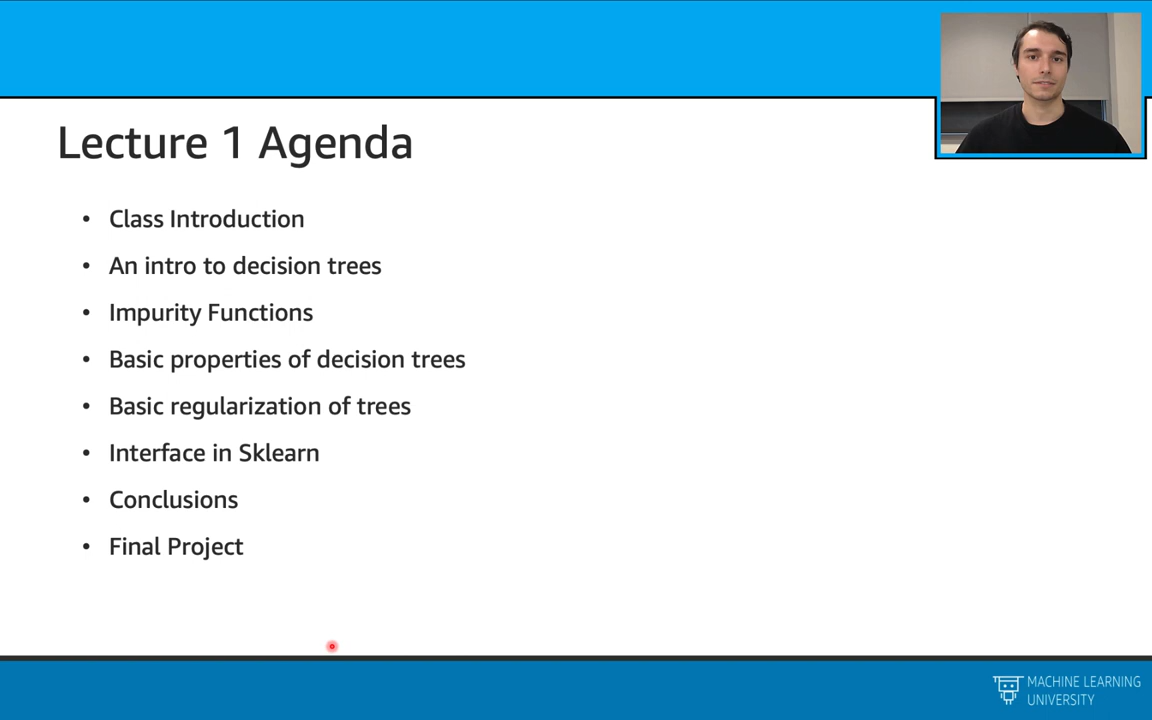 Lecture 1 Agenda
• Class Introduction
• An intro to decision trees
• Impurity Functions
• Basic properties of decision trees
• Basic regularization of trees
• Interface in Sklearn
• Conclusions
• Final Project
MACHINE LEARNING
UNIVERSITY